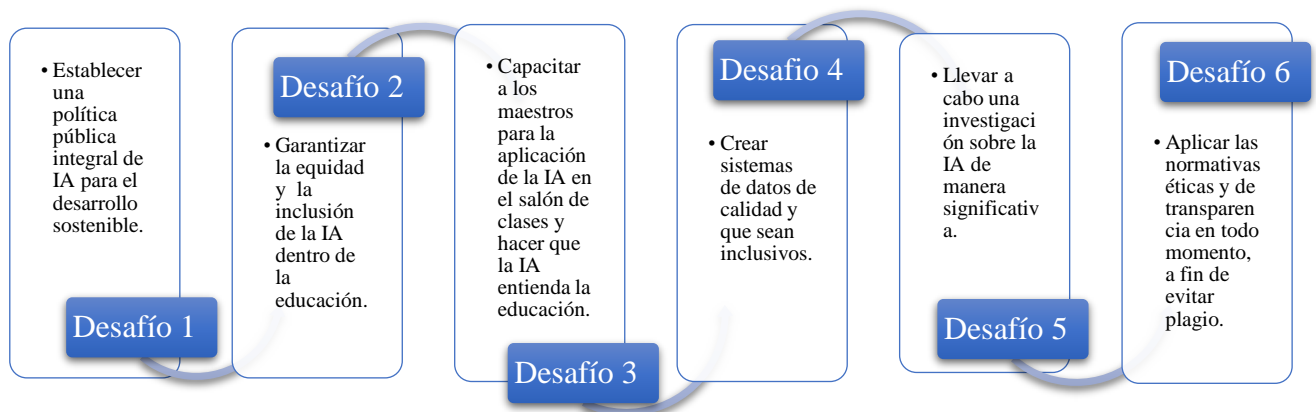 • Establecer
una
política
pública
integral de
IA para el
desarrollo
sostenible.
Desafío 1
Desafío 2
• Garantizar
la equidad
y la
inclusión
de la IA
dentro de
la
educación.
• Capacitar
a los
maestros
para la
aplicación
de la IA en
el salón de
clases y
hacer que
la IA
entienda la
educación.
Desafío 3
Desafio 4
• Crear
sistemas
de datos de
calidad y
que sean
inclusivos.
• Llevar a
cabo una
investigaci
ón sobre la
IA de
manera
significativ
a.
Desafío 5
Desafío 6
• Aplicar las
normativas
éticas y de
transparen
cia en todo
momento,
a fin de
evitar
plagio.